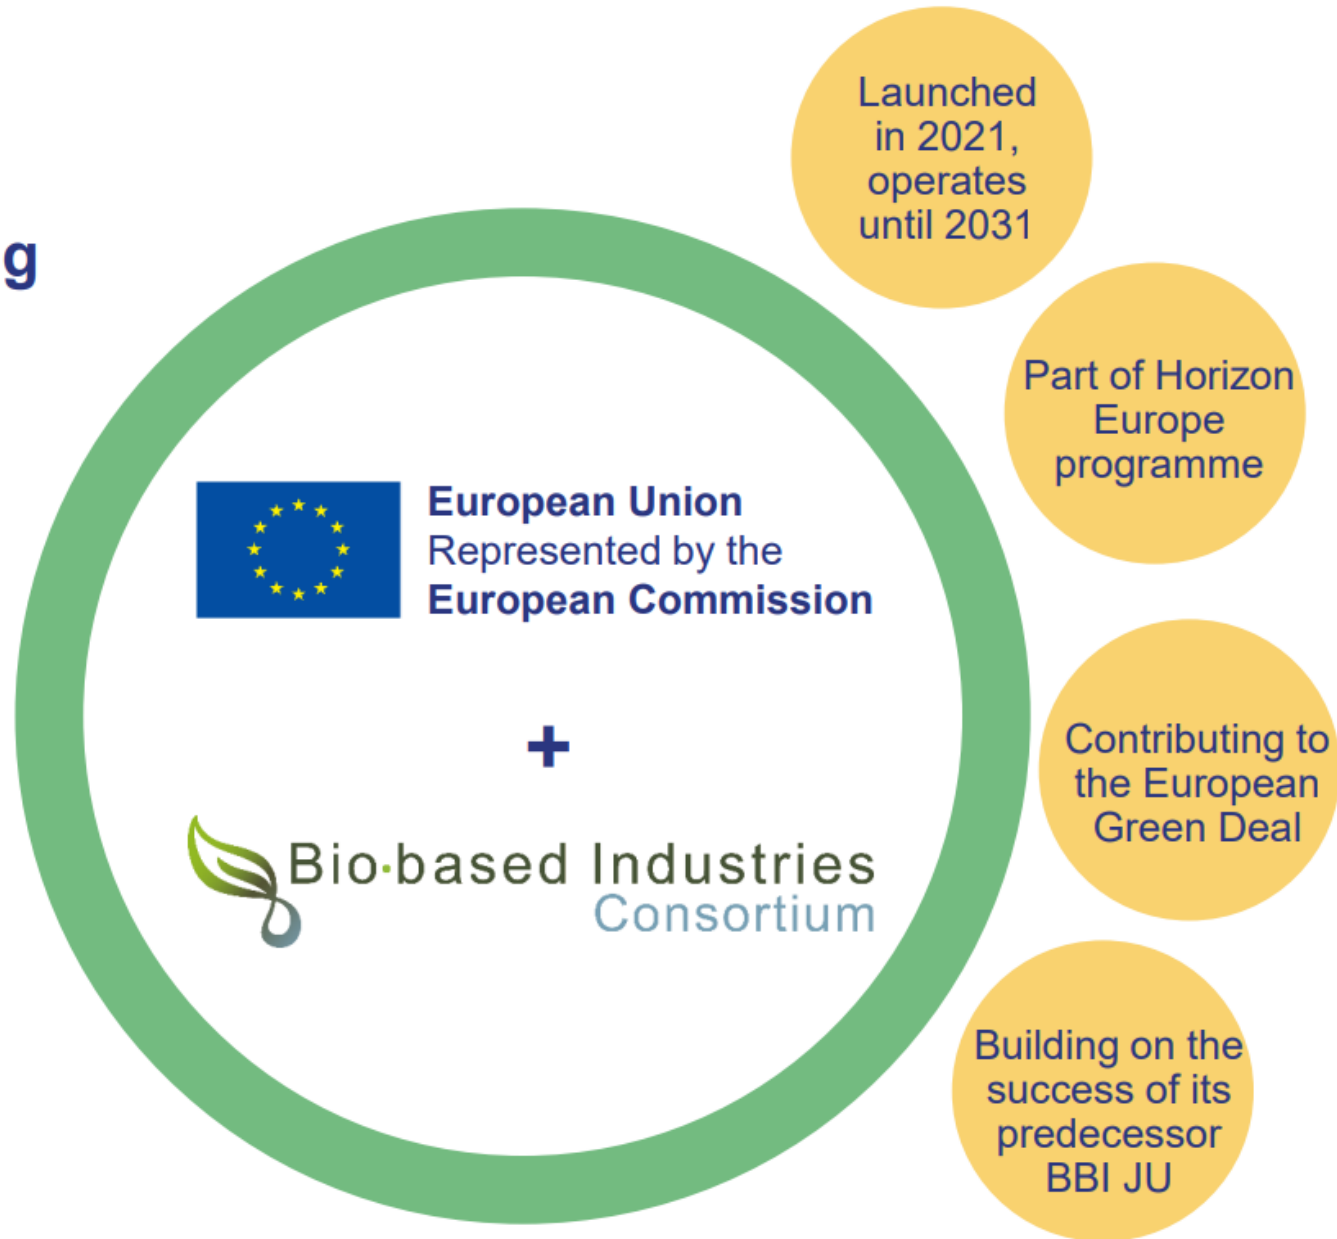 g
Launched
in 2021,
operates
until 2031
Part of Horizon
Europe
programme
European Union
Represented by the
European Commission
+
Bio·based Industries
Consortium
Contributing to
the European
Green Deal
Building on the
success of its
predecessor
BBI JU